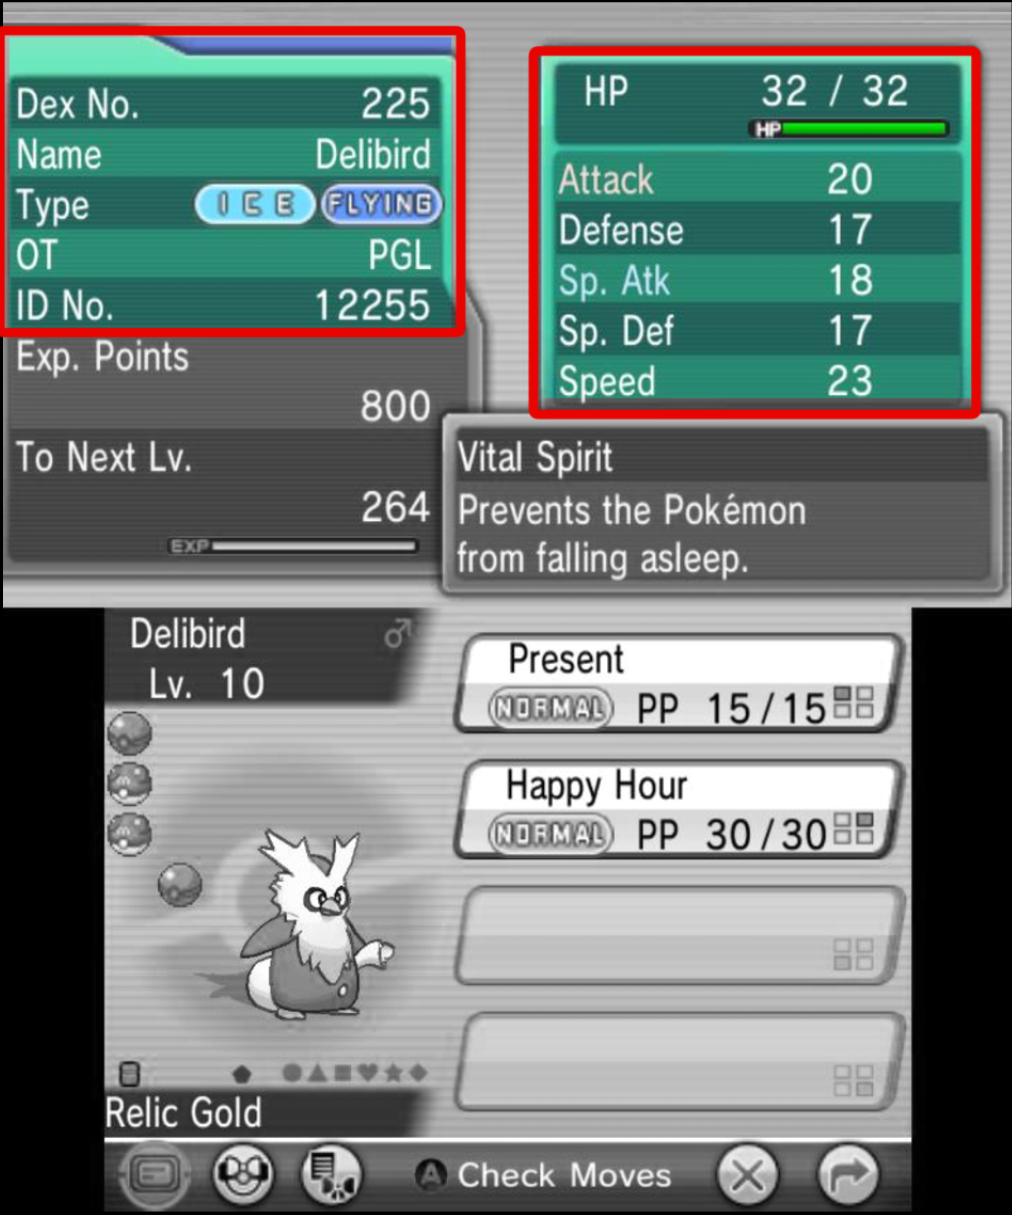 Dex No. 225
Name Delibird
Type ICE FLYING
OT PGL
ID No. 12255
Exp. Points
800
To Next Lv.
264
EXP
HP 32 / 32
HP
Attack 20
Defense 17
Sp. Atk 18
Sp. Def 17
Speed 23
Vital Spirit
Prevents the Pokémon
from falling asleep.
Delibird ♂
Lv. 10
Present
NORMAL PP 15/15
Happy Hour
NORMAL PP 30/30
Relic Gold
A Check Moves